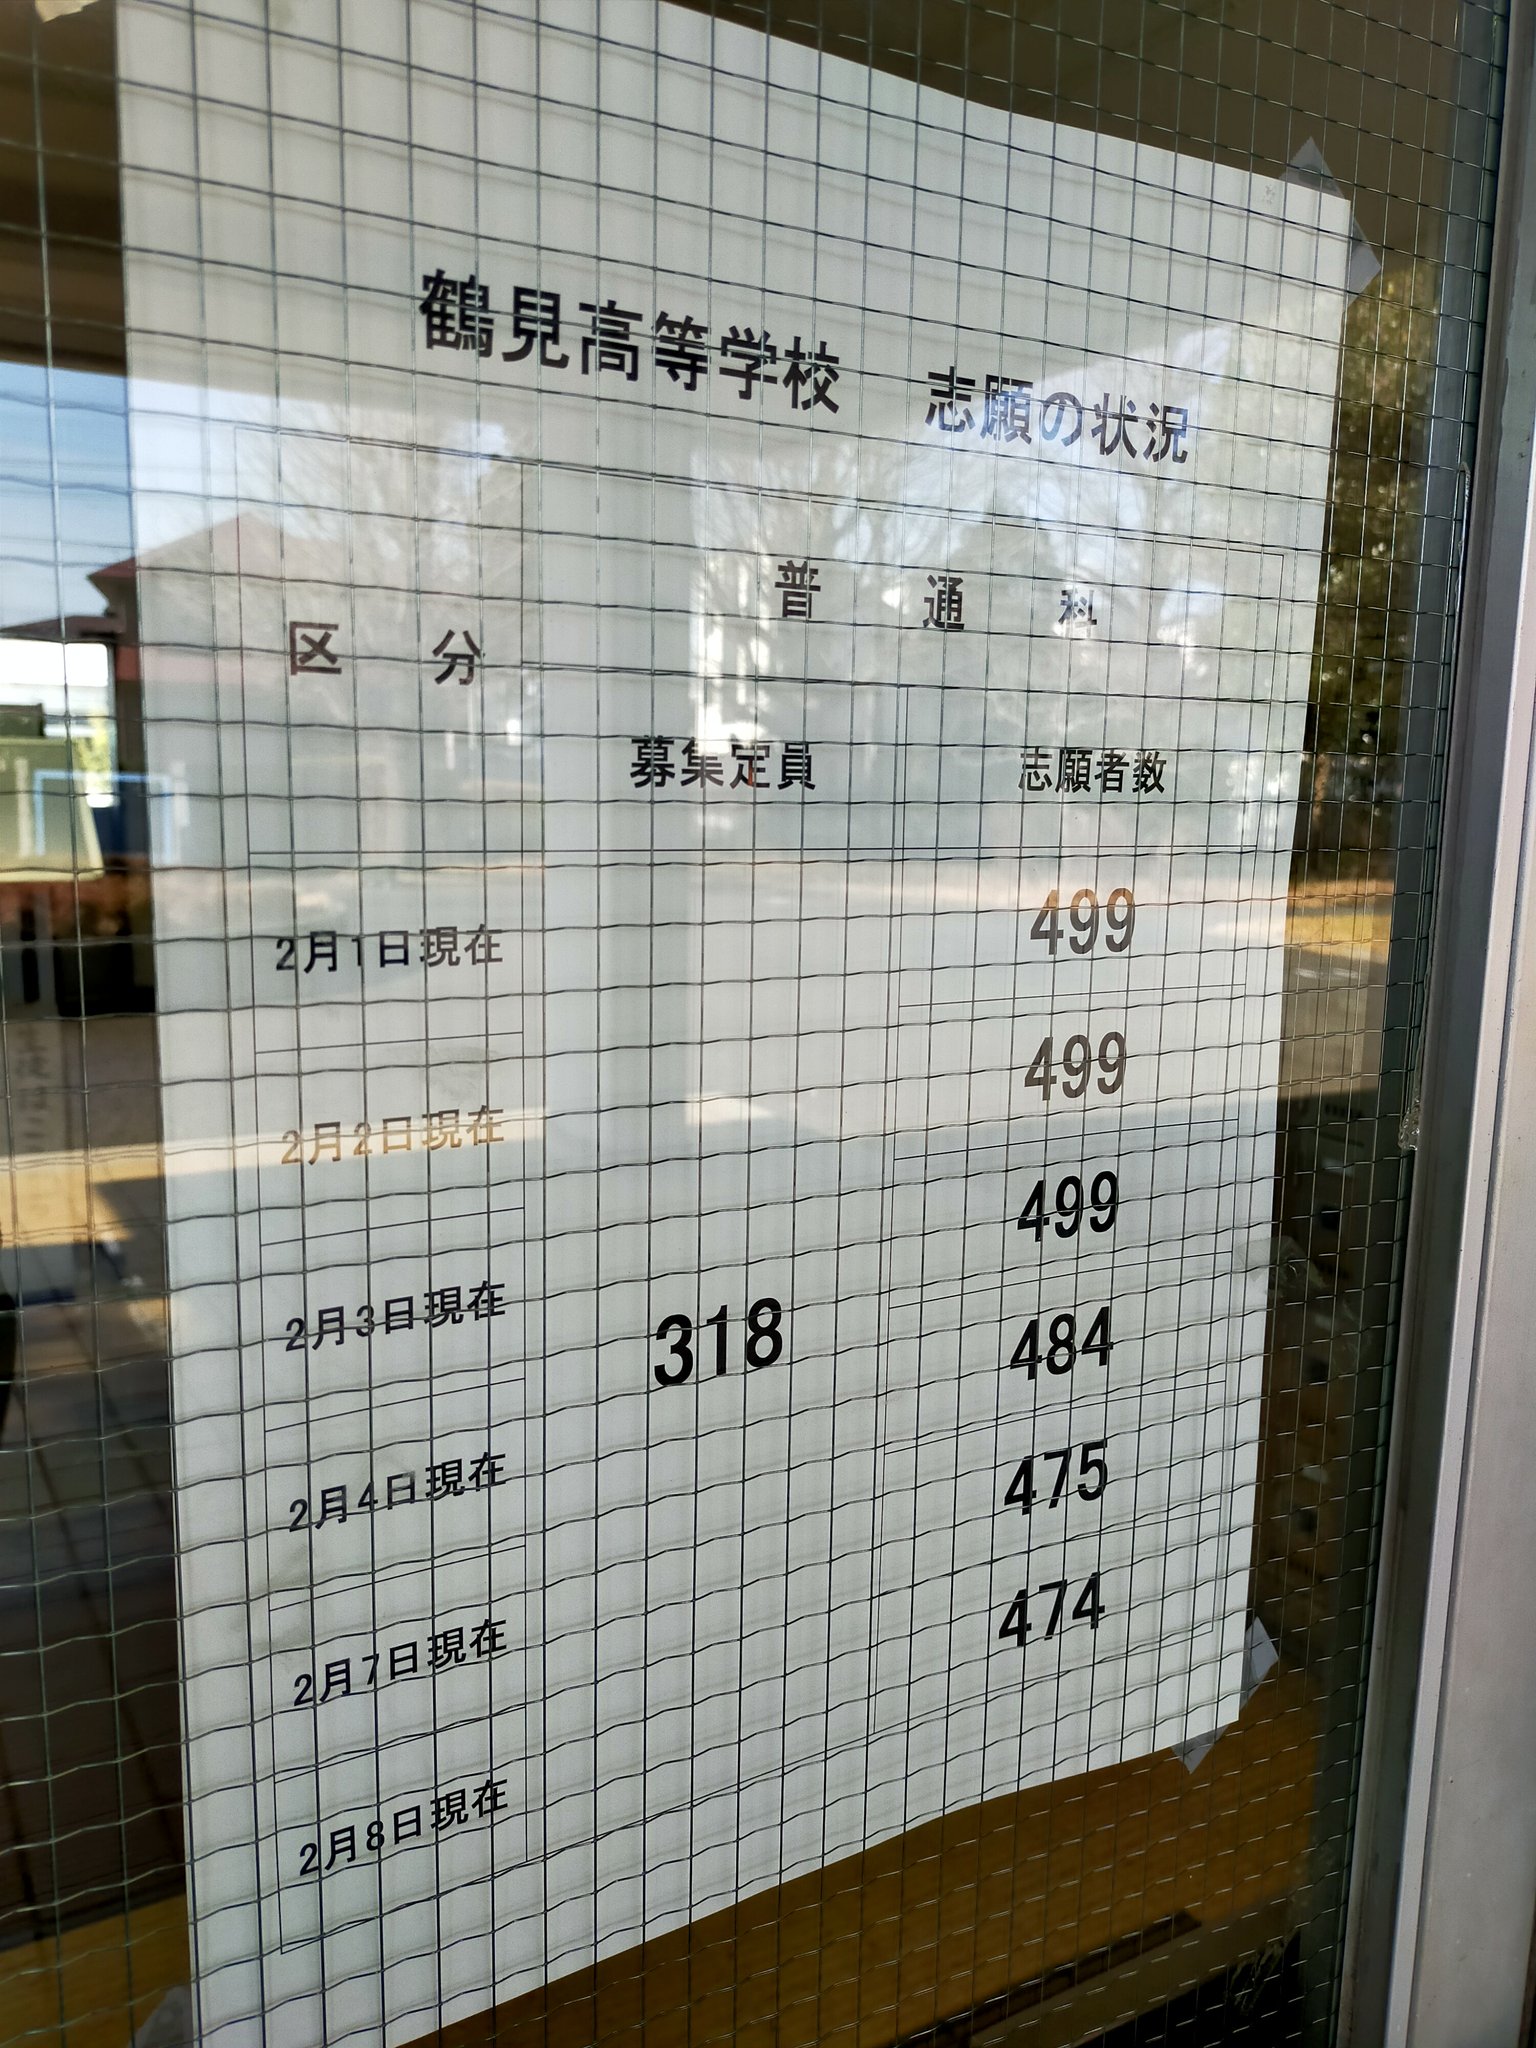 鶴見高等学校 志願の状況
区分 普通科
募集定員 志願者数
2月1日現在 499
2月2日現在 499
2月3日現在 499
318
2月4日現在 484
2月7日現在 475
2月8日現在 474